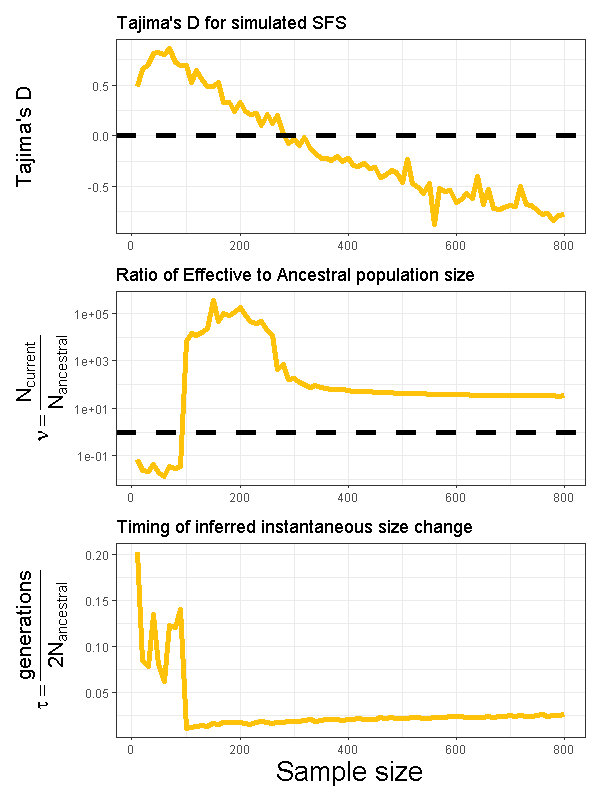 Tajima's D for simulated SFS
Tajima's D
0.5
0.0
-0.5
0
200
400
600
800
Ratio of Effective to Ancestral population size
ν = Ncurrent
Nancestral
1e+05
1e+03
1e+01
1e-01
0
200
400
600
800
Timing of inferred instantaneous size change
τ = generations
2Nancestral
0.20
0.15
0.10
0.05
0
200
400
600
800
Sample size